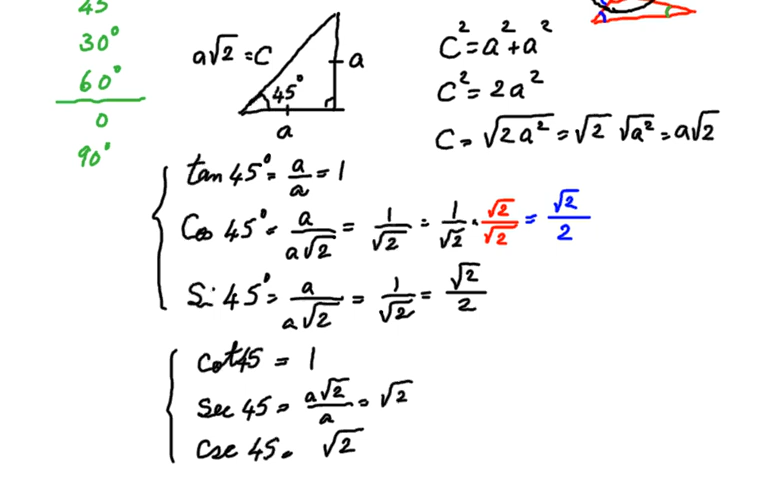 45
30°
60°
0
90°
a√2 = C
45°
a
a
C² = a² + a²
C² = 2a²
C = √2a² = √2 √a² = a√2
tan 45° = a/a = 1
Cos 45° = a/a√2 = 1/√2 = 1/√2 · √2/√2 = √2/2
Sin 45° = a/a√2 = 1/√2 = √2/2
Cot45 = 1
Sec 45 = a√2/a = √2
Csc 45 = √2